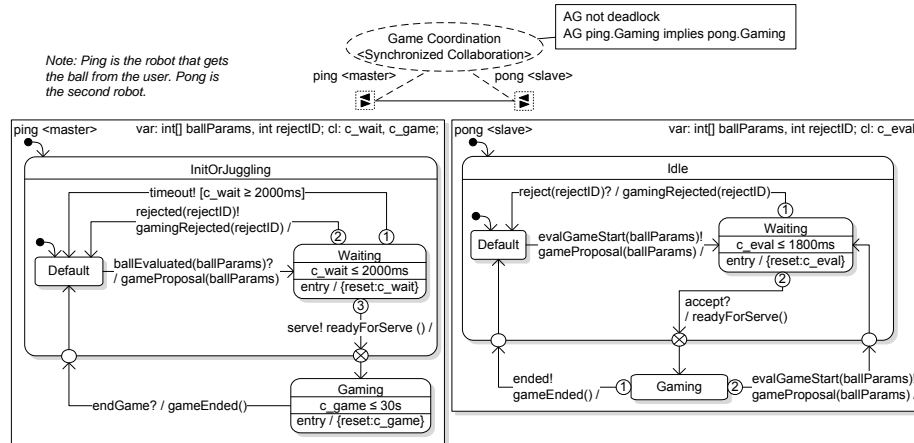 AG not deadlock
AG ping.Gaming implies pong.Gaming
Game Coordination
<Synchronized Collaboration>
Note: Ping is the robot that gets
the ball from the user. Pong is
the second robot.
ping <master>
pong <slave>
ping <master>
var: int[] ballParams, int rejectID; cl: c_wait, c_game;
InitOrJuggling
timeout! [c_wait ≥ 2000ms]
rejected(rejectID)!
gamingRejected(rejectID) /
2
1
Waiting
c_wait ≤ 2000ms
entry / {reset:c_wait}
Default
ballEvaluated(ballParams)?
/ gameProposal(ballParams)
3
serve! readyForServe () /
Gaming
c_game ≤ 30s
entry / {reset:c_game}
endGame? / gameEnded()
pong <slave>
var: int[] ballParams, int rejectID; cl: c_eval
Idle
reject(rejectID)? / gamingRejected(rejectID)
1
Waiting
c_eval ≤ 1800ms
entry / {reset:c_eval}
Default
evalGameStart(ballParams)!
gameProposal(ballParams) /
2
accept?
/ readyForServe()
ended!
gameEnded() /
1
Gaming
2
evalGameStart(ballParams)!
gameProposal(ballParams) /